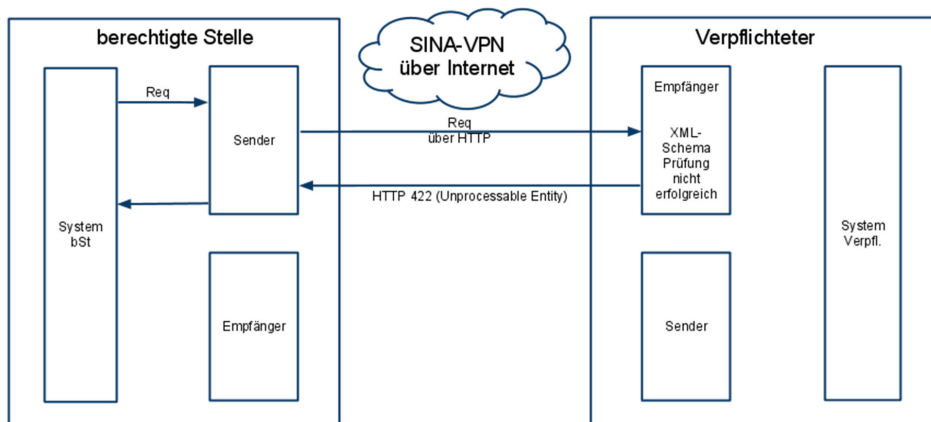 berechtigte Stelle
SINA-VPN
über Internet
Verpflichteter
Req
Sender
Req
über HTTP
Empfänger
XML-
Schema
Prüfung
nicht
erfolgreich
HTTP 422 (Unprocessable Entity)
System
bSt
System
Verpfl.
Empfänger
Sender